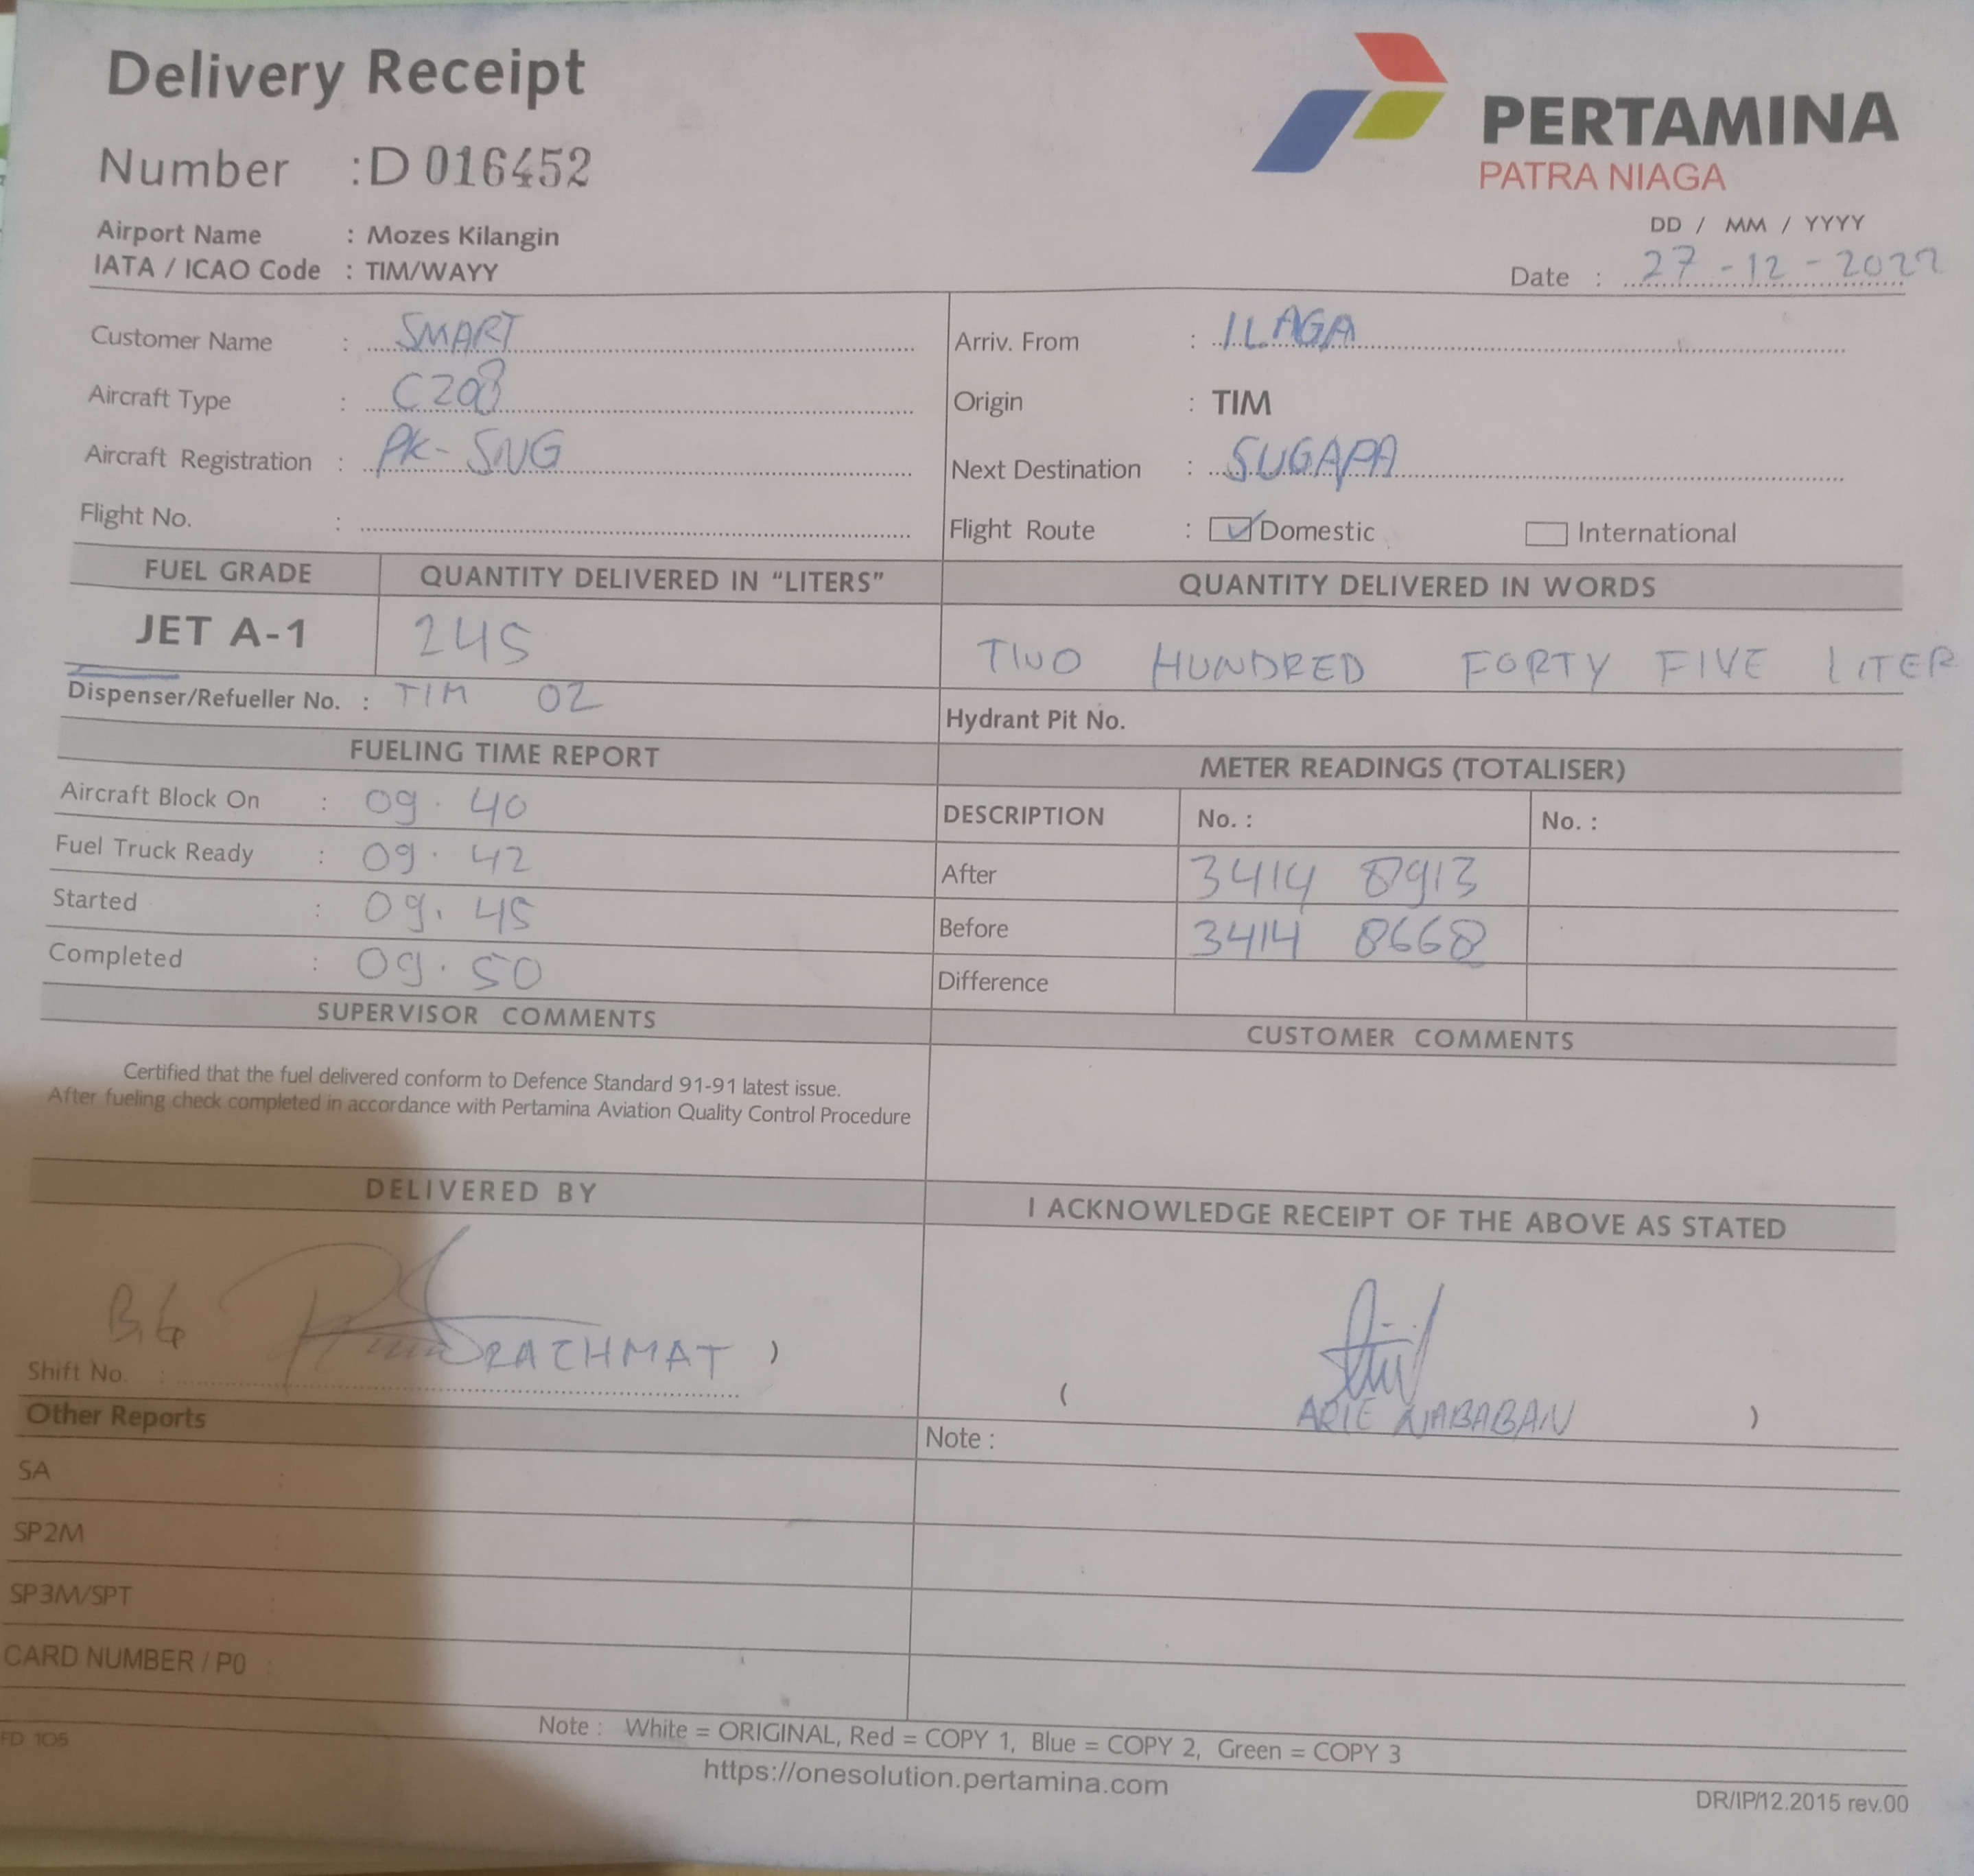 Delivery Receipt
PERTAMINA
PATRA NIAGA
Number : D 016452
Airport Name : Mozes Kilangin
IATA / ICAO Code : TIM/WAYY
DD / MM / YYYY
Date : 27-12-2022
Customer Name : SMART
Arriv. From : ILAGA
Aircraft Type : C208
Origin : TIM
Aircraft Registration : PK-SNG
Next Destination : SUGAPA
Flight No. :
Flight Route : Domestic International
FUEL GRADE QUANTITY DELIVERED IN “LITERS” QUANTITY DELIVERED IN WORDS
JET A-1 245 TWO HUNDRED FORTY FIVE LITER
Dispenser/Refueller No. : TIM 02
Hydrant Pit No.
FUELING TIME REPORT METER READINGS (TOTALISER)
Aircraft Block On : 09.40
DESCRIPTION No. : No. :
Fuel Truck Ready : 09.42
After 3414 8913
Started : 09.45
Before 3414 8668
Completed : 09.50
Difference
SUPERVISOR COMMENTS CUSTOMER COMMENTS
Certified that the fuel delivered conform to Defence Standard 91-91 latest issue.
After fueling check completed in accordance with Pertamina Aviation Quality Control Procedure
DELIVERED BY I ACKNOWLEDGE RECEIPT OF THE ABOVE AS STATED
RACHMAT )
Shift No. :
( ARIE NABABAN )
Other Reports
Note :
SA :
SP2M :
SP3M/SPT :
CARD NUMBER / P0 :
Note : White = ORIGINAL, Red = COPY 1, Blue = COPY 2, Green = COPY 3
FD 105
https://onesolution.pertamina.com
DR/IP/12.2015 rev.00